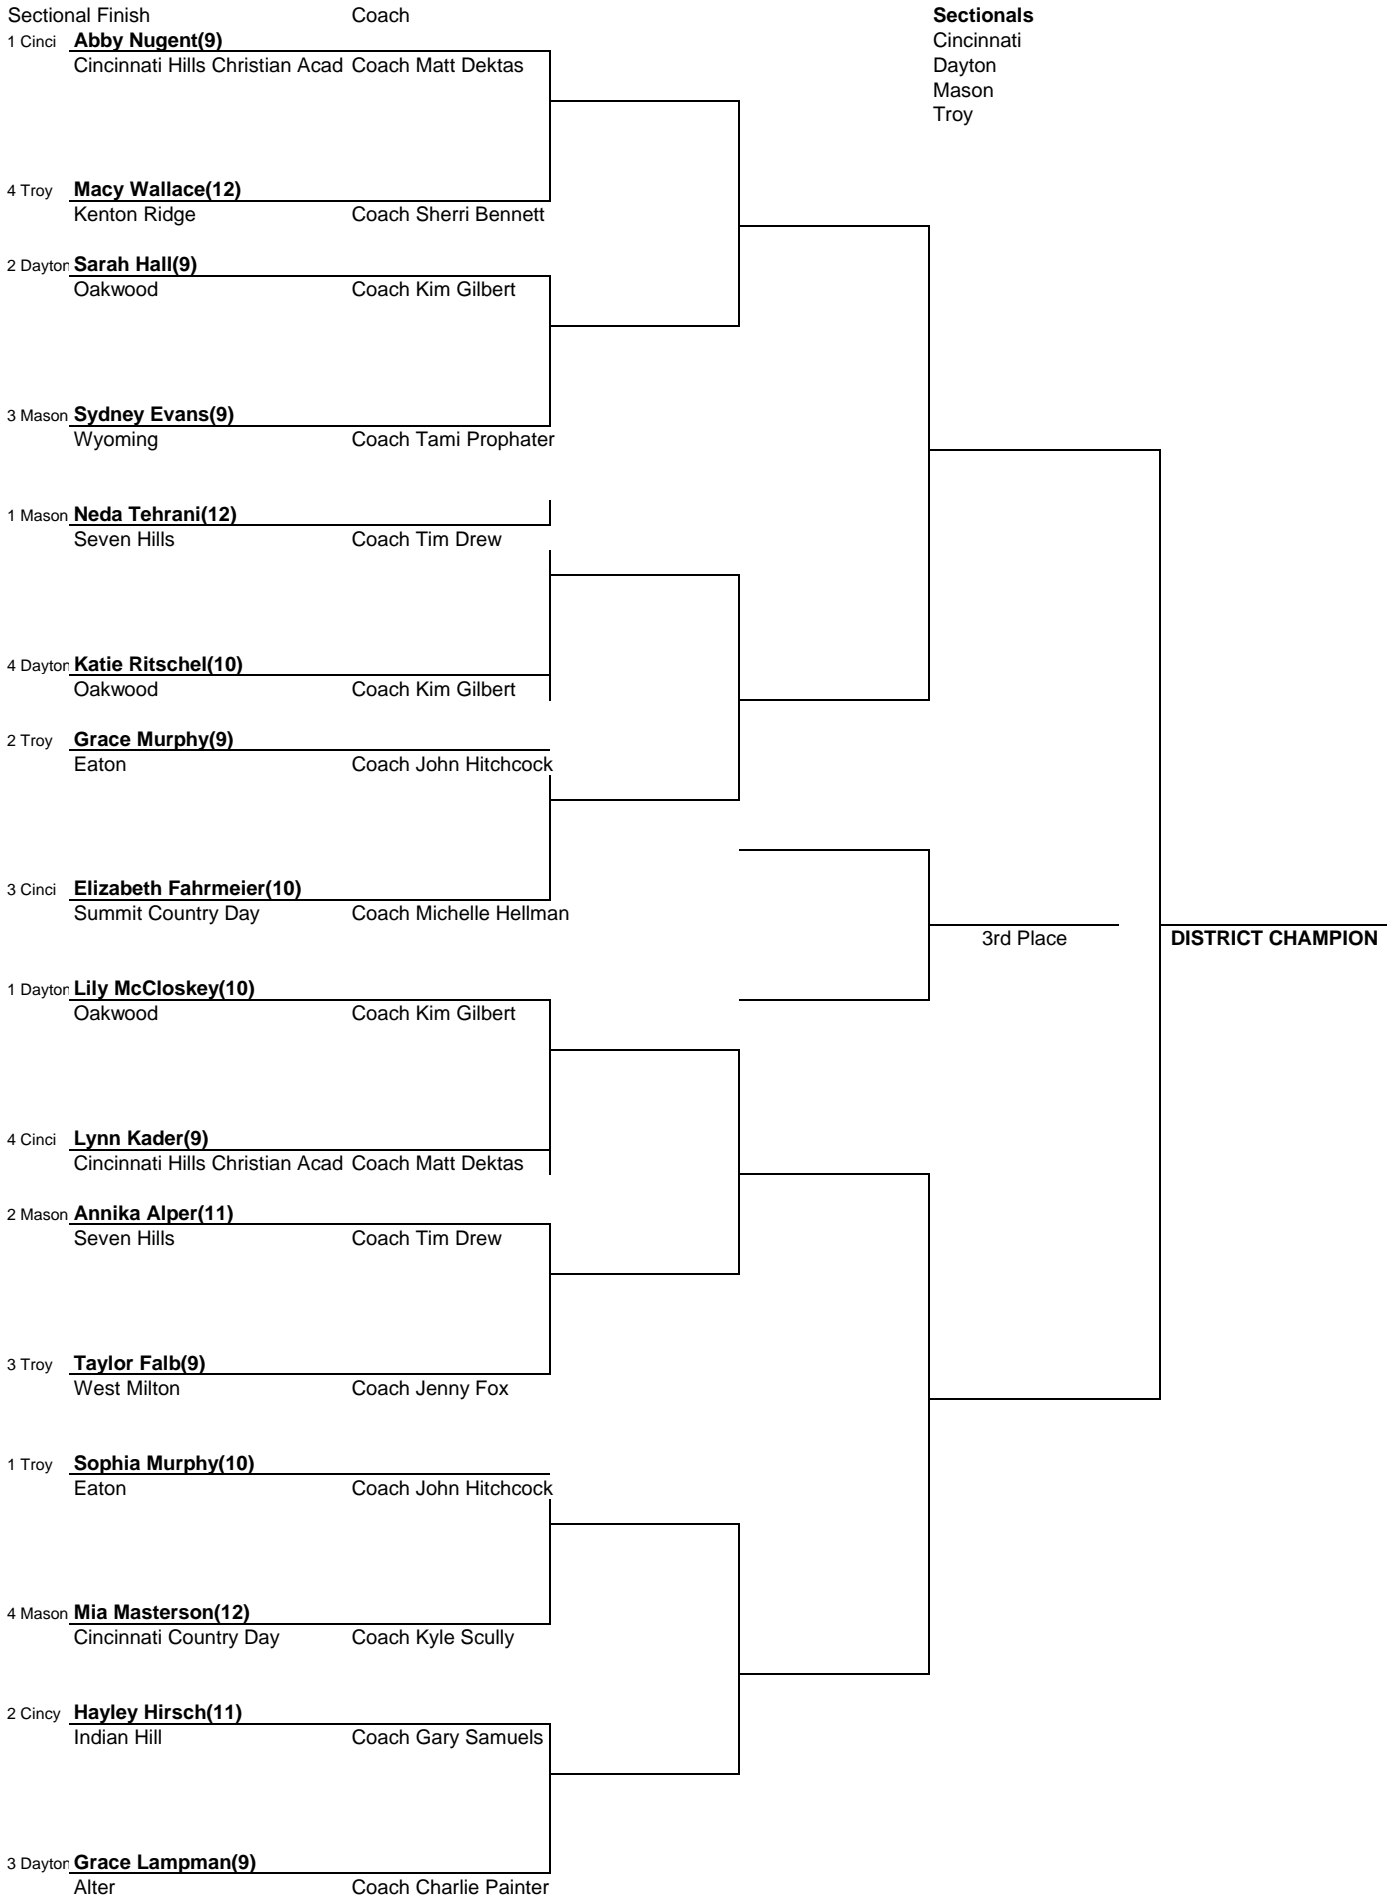 Sectional Finish Coach Sectionals
1 Cinci Abby Nugent(9) Cincinnati
Cincinnati Hills Christian Acad Coach Matt Dektas Dayton
Mason
Troy
4 Troy Macy Wallace(12)
Kenton Ridge Coach Sherri Bennett
2 Dayton Sarah Hall(9)
Oakwood Coach Kim Gilbert
3 Mason Sydney Evans(9)
Wyoming Coach Tami Prophater
1 Mason Neda Tehrani(12)
Seven Hills Coach Tim Drew
4 Dayton Katie Ritschel(10)
Oakwood Coach Kim Gilbert
2 Troy Grace Murphy(9)
Eaton Coach John Hitchcock
3 Cinci Elizabeth Fahrmeier(10)
Summit Country Day Coach Michelle Hellman
3rd Place DISTRICT CHAMPION
1 Dayton Lily McCloskey(10)
Oakwood Coach Kim Gilbert
4 Cinci Lynn Kader(9)
Cincinnati Hills Christian Acad Coach Matt Dektas
2 Mason Annika Alper(11)
Seven Hills Coach Tim Drew
3 Troy Taylor Falb(9)
West Milton Coach Jenny Fox
1 Troy Sophia Murphy(10)
Eaton Coach John Hitchcock
4 Mason Mia Masterson(12)
Cincinnati Country Day Coach Kyle Scully
2 Cincy Hayley Hirsch(11)
Indian Hill Coach Gary Samuels
3 Dayton Grace Lampman(9)
Alter Coach Charlie Painter